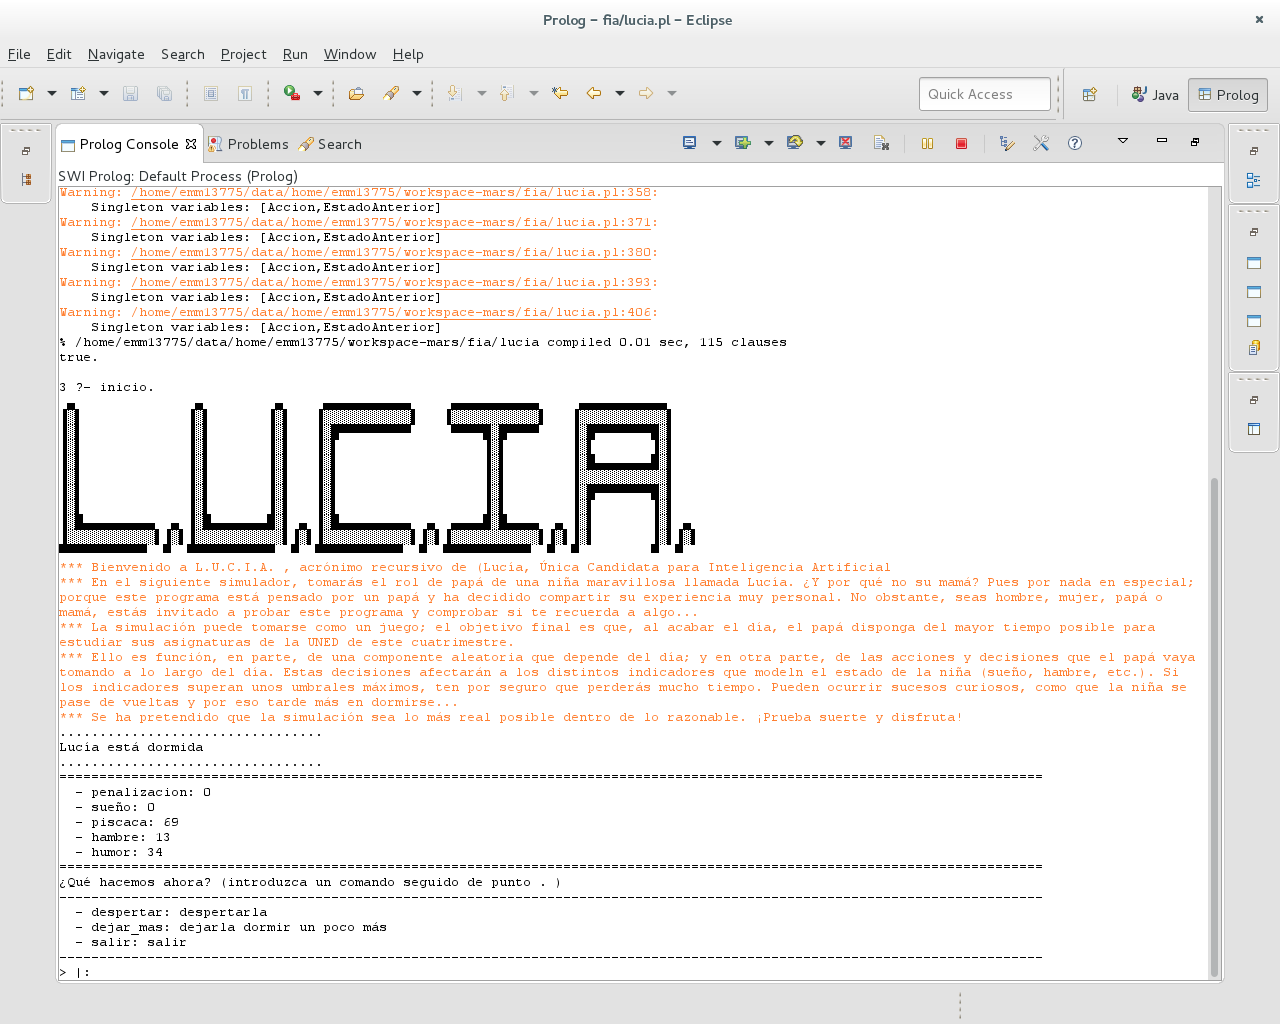 Prolog – fia/lucia.pl – Eclipse
File Edit Navigate Search Project Run Window Help
Quick Access
Java
Prolog
Prolog Console
Problems
Search
SWI Prolog: Default Process (Prolog)
Warning: /home/emm13775/data/home/emm13775/workspace-mars/fia/lucia.pl:358:
Singleton variables: [Accion,EstadoAnterior]
Warning: /home/emm13775/data/home/emm13775/workspace-mars/fia/lucia.pl:371:
Singleton variables: [Accion,EstadoAnterior]
Warning: /home/emm13775/data/home/emm13775/workspace-mars/fia/lucia.pl:380:
Singleton variables: [Accion,EstadoAnterior]
Warning: /home/emm13775/data/home/emm13775/workspace-mars/fia/lucia.pl:393:
Singleton variables: [Accion,EstadoAnterior]
Warning: /home/emm13775/data/home/emm13775/workspace-mars/fia/lucia.pl:406:
Singleton variables: [Accion,EstadoAnterior]
% /home/emm13775/data/home/emm13775/workspace-mars/fia/lucia compiled 0.01 sec, 115 clauses
true.
3 ?- inicio.
L.U.C.I.A.
*** Bienvenido a L.U.C.I.A. , acrónimo recursivo de (Lucía, Única Candidata para Inteligencia Artificial
*** En el siguiente simulador, tomarás el rol de papá de una niña maravillosa llamada Lucía. ¿Y por qué no su mamá? Pues por nada en especial;
porque este programa está pensado por un papá y ha decidido compartir su experiencia muy personal. No obstante, seas hombre, mujer, papá o
mamá, estás invitado a probar este programa y comprobar si te recuerda a algo...
*** La simulación puede tomarse como un juego; el objetivo final es que, al acabar el día, el papá disponga del mayor tiempo posible para
estudiar sus asignaturas de la UNED de este cuatrimestre.
*** Ello es función, en parte, de una componente aleatoria que depende del día; y en otra parte, de las acciones y decisiones que el papá vaya
tomando a lo largo del día. Estas decisiones afectarán a los distintos indicadores que modeln el estado de la niña (sueño, hambre, etc.). Si
los indicadores superan unos umbrales máximos, ten por seguro que perderás mucho tiempo. Pueden ocurrir sucesos curiosos, como que la niña se
pase de vueltas y por eso tarde más en dormirse...
*** Se ha pretendido que la simulación sea lo más real posible dentro de lo razonable. ¡Prueba suerte y disfruta!
.................................
Lucía está dormida
.................................
===========================================================================================================================
- penalizacion: 0
- sueño: 0
- piscaca: 69
- hambre: 13
- humor: 34
===========================================================================================================================
¿Qué hacemos ahora? (introduzca un comando seguido de punto . )
---------------------------------------------------------------------------------------------------------------------------
- despertar: despertarla
- dejar_mas: dejarla dormir un poco más
- salir: salir
---------------------------------------------------------------------------------------------------------------------------
> |: